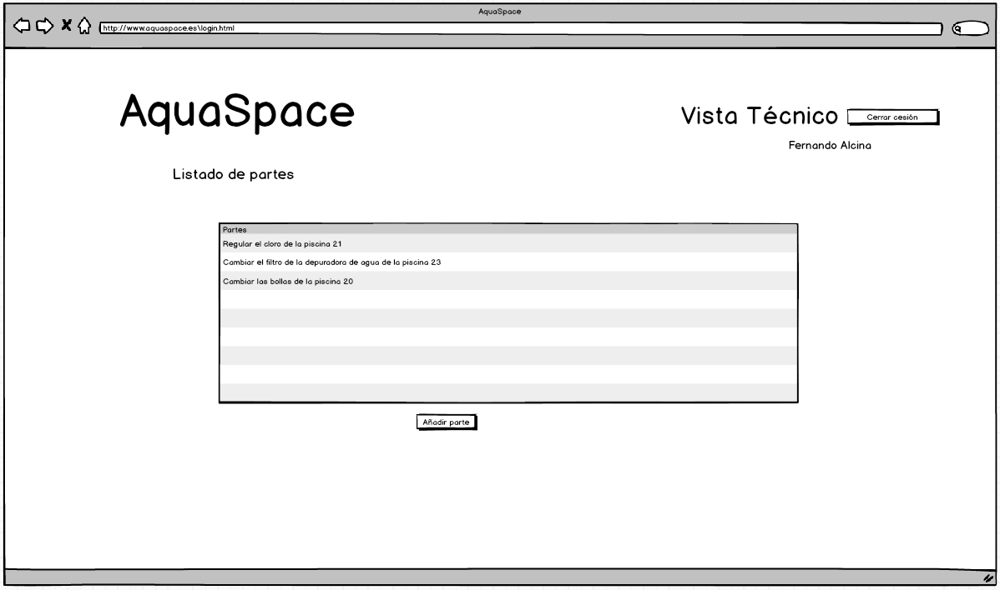 AquaSpace
http://www.aquaspace.es\login.html
AquaSpace
Vista Técnico
Cerrar cesión
Fernando Alcina
Listado de partes
Partes
Regular el cloro de la piscina 21
Cambiar el filtro de la depuradora de agua de la piscina 23
Cambiar las bollas de la piscina 20
Añadir parte